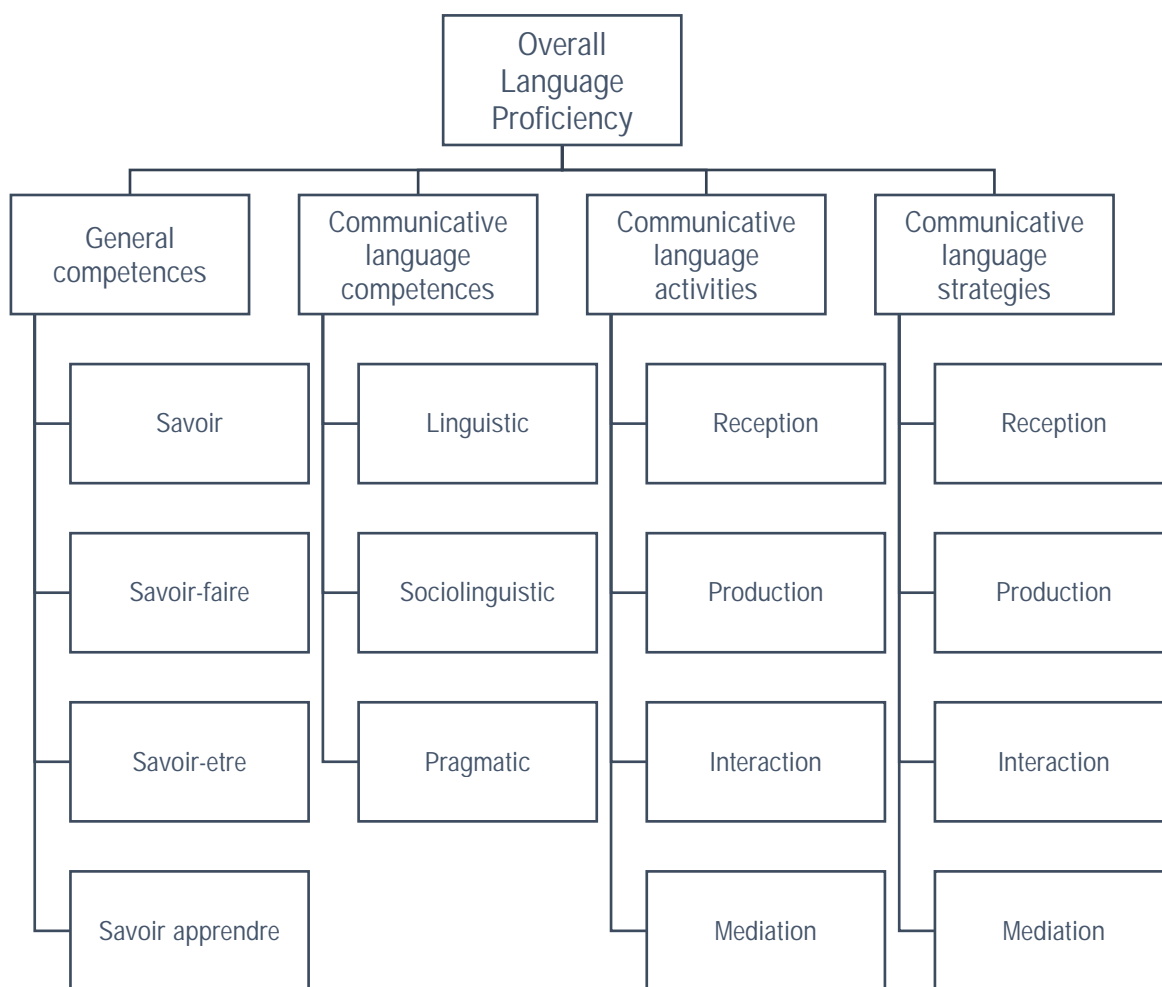 Overall
Language
Proficiency
General
competences
Communicative
language
competences
Communicative
language
activities
Communicative
language
strategies
Savoir
Linguistic
Reception
Reception
Savoir-faire
Sociolinguistic
Production
Production
Savoir-etre
Pragmatic
Interaction
Interaction
Savoir apprendre
Mediation
Mediation